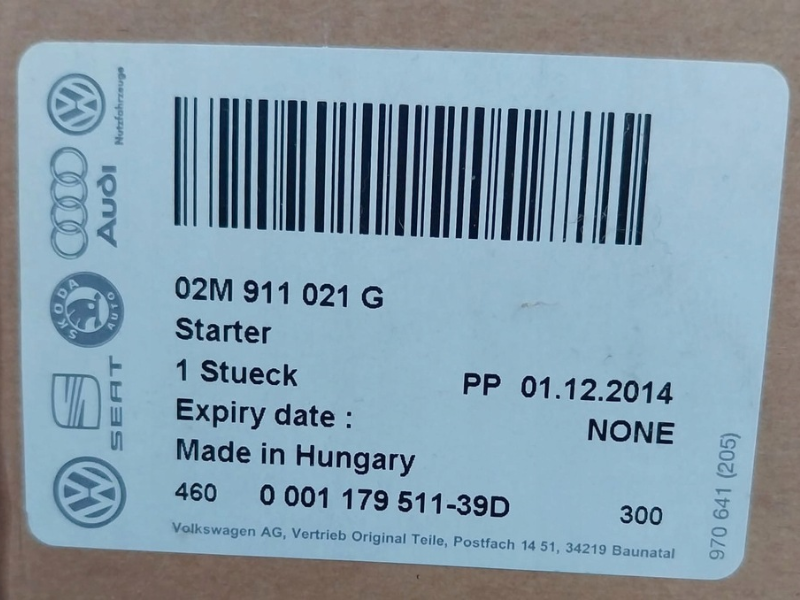 Nutzfahrzeuge
Audi
SKODA
AUTO
SEAT
02M 911 021 G
Starter
1 Stueck PP 01.12.2014
Expiry date : NONE
Made in Hungary
460 0 001 179 511-39D 300
Volkswagen AG, Vertrieb Original Teile, Postfach 14 51, 34219 Baunatal
970 641 (205)